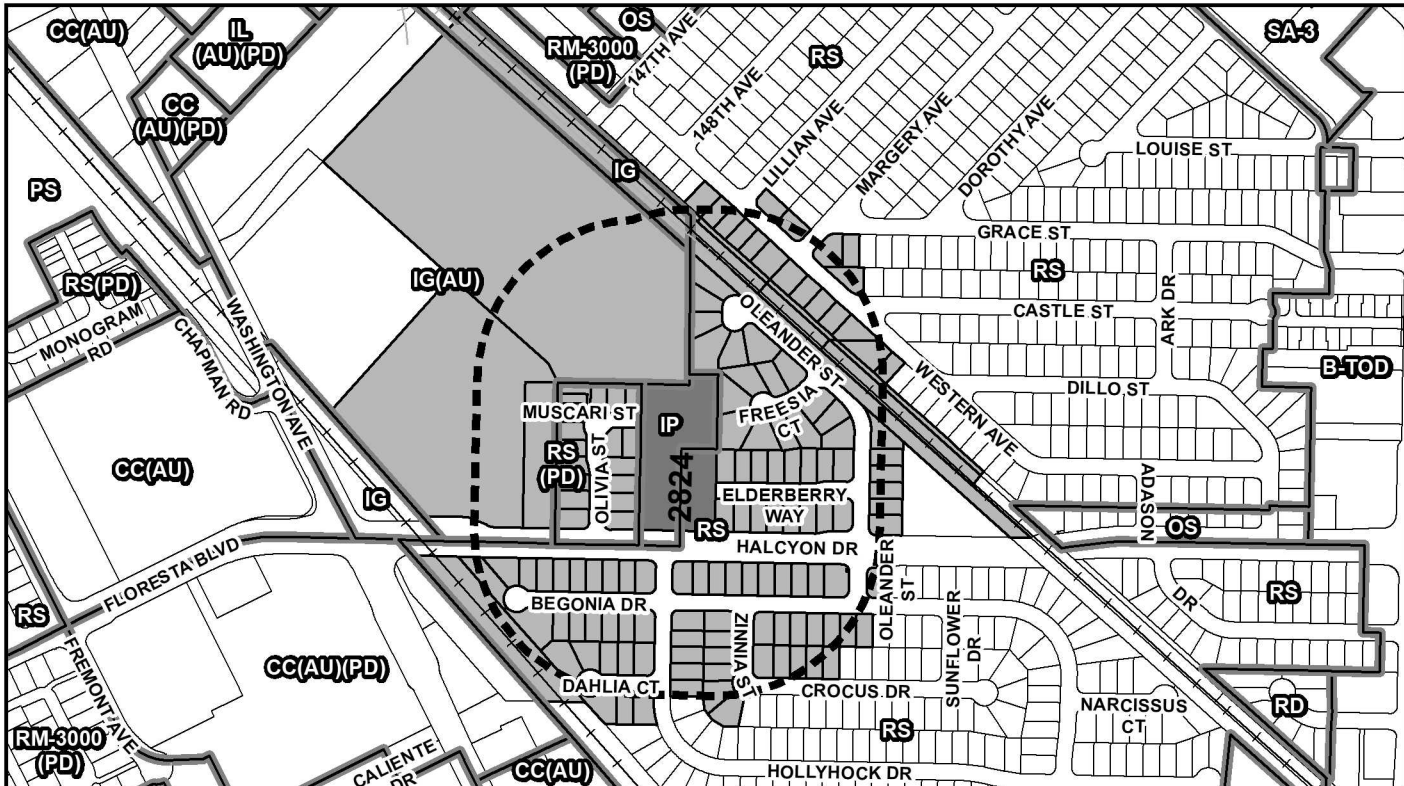 CC(AU)
IL
(AU)(PD)
OS
RM-3000
(PD)
147TH AVE
RS
SA-3
CC
(AU)(PD)
148TH AVE
LILLIAN AVE
MARGERY AVE
DOROTHY AVE
LOUISE ST
PS
IG
GRACE ST
RS(PD)
IG(AU)
RS
MONOGRAM
RD
CHAPMAN RD
WASHINGTON AVE
OLEANDER ST
CASTLE ST
ARK DR
WESTERN AVE
DILLO ST
B-TOD
MUSCARI ST
IP
FREESIA
CT
CC(AU)
RS
(PD)
OLIVIA ST
2824
ELDERBERRY
WAY
ADASON
IG
RS
OS
HALCYON DR
FLORESTA BLVD
OLEANDER
ST
RS
BEGONIA DR
ZINNIA ST
SUNFLOWER
DR
DR
RS
FREMONT AVE
CC(AU)(PD)
DAHLIA CT
CROCUS DR
NARCISSUS
CT
RD
RM-3000
(PD)
RS
CALIENTE
DR
CC(AU)
HOLLYHOCK DR